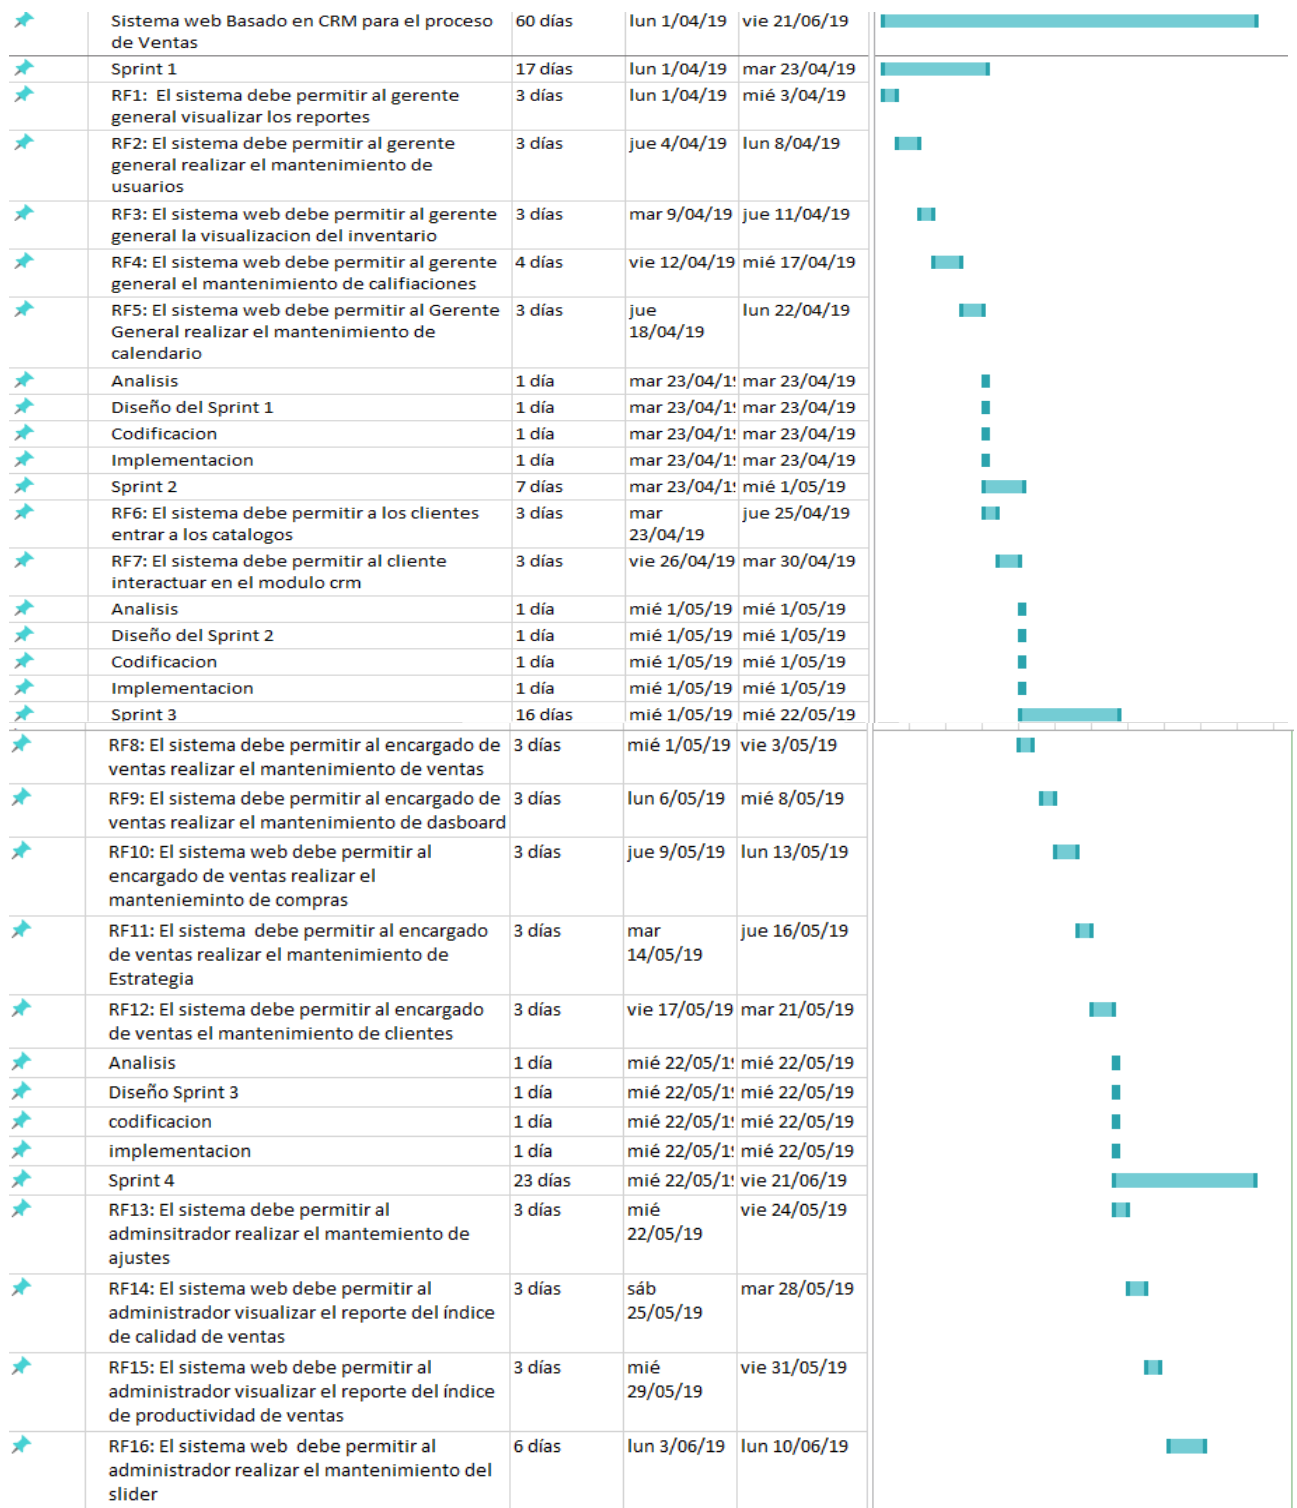 Sistema web Basado en CRM para el proceso 60 días lun 1/04/19 vie 21/06/19
de Ventas
Sprint 1 17 días lun 1/04/19 mar 23/04/19
RF1: El sistema debe permitir al gerente 3 días lun 1/04/19 mié 3/04/19
general visualizar los reportes
RF2: El sistema debe permitir al gerente 3 días jue 4/04/19 lun 8/04/19
general realizar el mantenimiento de
usuarios
RF3: El sistema web debe permitir al gerente 3 días mar 9/04/19 jue 11/04/19
general la visualizacion del inventario
RF4: El sistema web debe permitir al gerente 4 días vie 12/04/19 mié 17/04/19
general el mantenimiento de califiaciones
RF5: El sistema web debe permitir al Gerente 3 días jue lun 22/04/19
General realizar el mantenimiento de 18/04/19
calendario
Analisis 1 día mar 23/04/1 mar 23/04/19
Diseño del Sprint 1 1 día mar 23/04/1 mar 23/04/19
Codificacion 1 día mar 23/04/1 mar 23/04/19
Implementacion 1 día mar 23/04/1 mar 23/04/19
Sprint 2 7 días mar 23/04/1 mié 1/05/19
RF6: El sistema debe permitir a los clientes 3 días mar jue 25/04/19
entrar a los catalogos 23/04/19
RF7: El sistema debe permitir al cliente 3 días vie 26/04/19 mar 30/04/19
interactuar en el modulo crm
Analisis 1 día mié 1/05/19 mié 1/05/19
Diseño del Sprint 2 1 día mié 1/05/19 mié 1/05/19
Codificacion 1 día mié 1/05/19 mié 1/05/19
Implementacion 1 día mié 1/05/19 mié 1/05/19
Sprint 3 16 días mié 1/05/19 mié 22/05/19
RF8: El sistema debe permitir al encargado de 3 días mié 1/05/19 vie 3/05/19
ventas realizar el mantenimiento de ventas
RF9: El sistema debe permitir al encargado de 3 días lun 6/05/19 mié 8/05/19
ventas realizar el mantenimiento de dasboard
RF10: El sistema web debe permitir al 3 días jue 9/05/19 lun 13/05/19
encargado de ventas realizar el
mantenieminto de compras
RF11: El sistema debe permitir al encargado 3 días mar jue 16/05/19
de ventas realizar el mantenimiento de 14/05/19
Estrategia
RF12: El sistema debe permitir al encargado 3 días vie 17/05/19 mar 21/05/19
de ventas el mantenimiento de clientes
Analisis 1 día mié 22/05/1 mié 22/05/19
Diseño Sprint 3 1 día mié 22/05/1 mié 22/05/19
codificacion 1 día mié 22/05/1 mié 22/05/19
implementacion 1 día mié 22/05/1 mié 22/05/19
Sprint 4 23 días mié 22/05/1 vie 21/06/19
RF13: El sistema debe permitir al 3 días mié vie 24/05/19
adminsitrador realizar el mantemiento de 22/05/19
ajustes
RF14: El sistema web debe permitir al 3 días sáb mar 28/05/19
administrador visualizar el reporte del índice 25/05/19
de calidad de ventas
RF15: El sistema web debe permitir al 3 días mié vie 31/05/19
administrador visualizar el reporte del índice 29/05/19
de productividad de ventas
RF16: El sistema web debe permitir al 6 días lun 3/06/19 lun 10/06/19
administrador realizar el mantenimiento del
slider